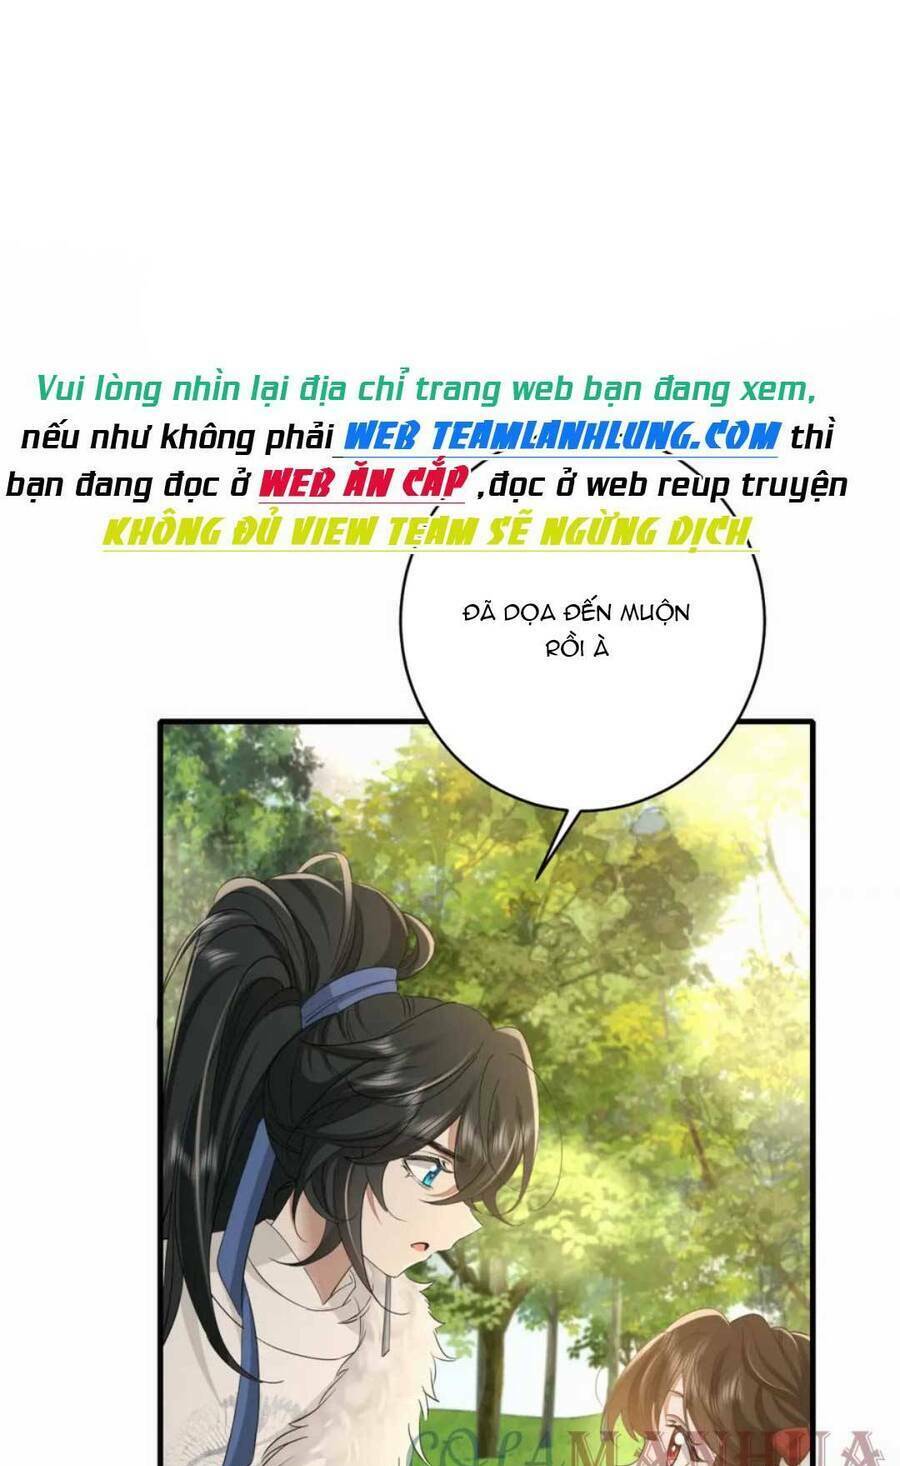 Vui lòng nhìn lại địa chỉ trang web bạn đang xem,
nếu như không phải WEB TEAMLANHLUNG.COM thì
bạn đang đọc ở WEB ĂN CẮP ,đọc ở web reup truyện
KHÔNG ĐỦ VIEW TEAM SẼ NGỪNG DỊCH
ĐÃ DỌA ĐẾN MUỘN
RỒI À
COLAMANHUA